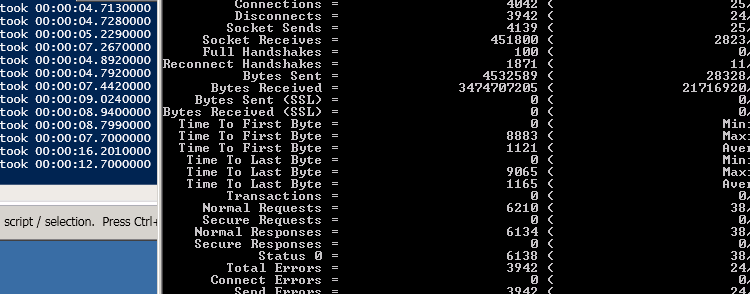 took 00:00:04.7130000
took 00:00:04.7280000
took 00:00:05.2290000
took 00:00:07.2670000
took 00:00:04.8920000
took 00:00:04.7920000
took 00:00:07.4420000
took 00:00:09.0240000
took 00:00:08.9400000
took 00:00:08.7990000
took 00:00:07.7000000
took 00:00:16.2010000
took 00:00:12.7000000
script / selection. Press Ctrl+
Connections = 4042 ( 25/
Disconnects = 3942 ( 24/
Socket Sends = 4139 ( 25/
Socket Receives = 451800 ( 2823/
Full Handshakes = 100 ( 0/
Reconnect Handshakes = 1871 ( 11/
Bytes Sent = 4532589 ( 28328/
Bytes Received = 3474707205 ( 21716920/
Bytes Sent (SSL) = 0 ( 0/
Bytes Received (SSL) = 0 ( 0/
Time To First Byte = 0 ( Mini
Time To First Byte = 8883 ( Maxi
Time To First Byte = 1121 ( Aver
Time To Last Byte = 0 ( Mini
Time To Last Byte = 9065 ( Maxi
Time To Last Byte = 1165 ( Aver
Transactions = 0 ( 0/
Normal Requests = 6210 ( 38/
Secure Requests = 0 ( 0/
Normal Responses = 6134 ( 38/
Secure Responses = 0 ( 0/
Status 0 = 6138 ( 38/
Total Errors = 3942 ( 24/
Connect Errors = 0 ( 0/
Send Errors = 3942 ( 24/